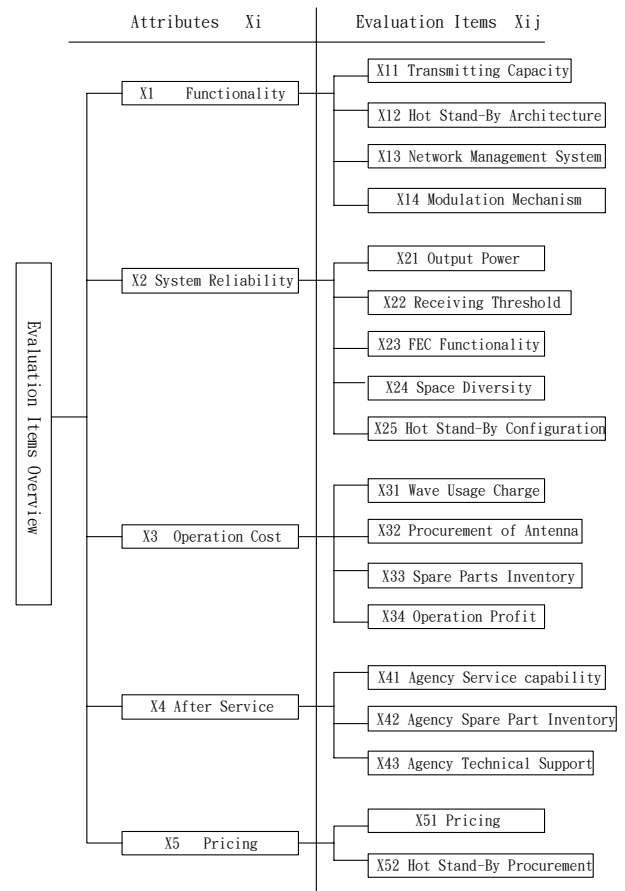 Attributes Xi
Evaluation Items Xij
Evaluation Items Overview
X1 Functionality
X11 Transmitting Capacity
X12 Hot Stand-By Architecture
X13 Network Management System
X14 Modulation Mechanism
X2 System Reliability
X21 Output Power
X22 Receiving Threshold
X23 FEC Functionality
X24 Space Diversity
X25 Hot Stand-By Configuration
X3 Operation Cost
X31 Wave Usage Charge
X32 Procurement of Antenna
X33 Spare Parts Inventory
X34 Operation Profit
X4 After Service
X41 Agency Service capability
X42 Agency Spare Part Inventory
X43 Agency Technical Support
X5 Pricing
X51 Pricing
X52 Hot Stand-By Procurement